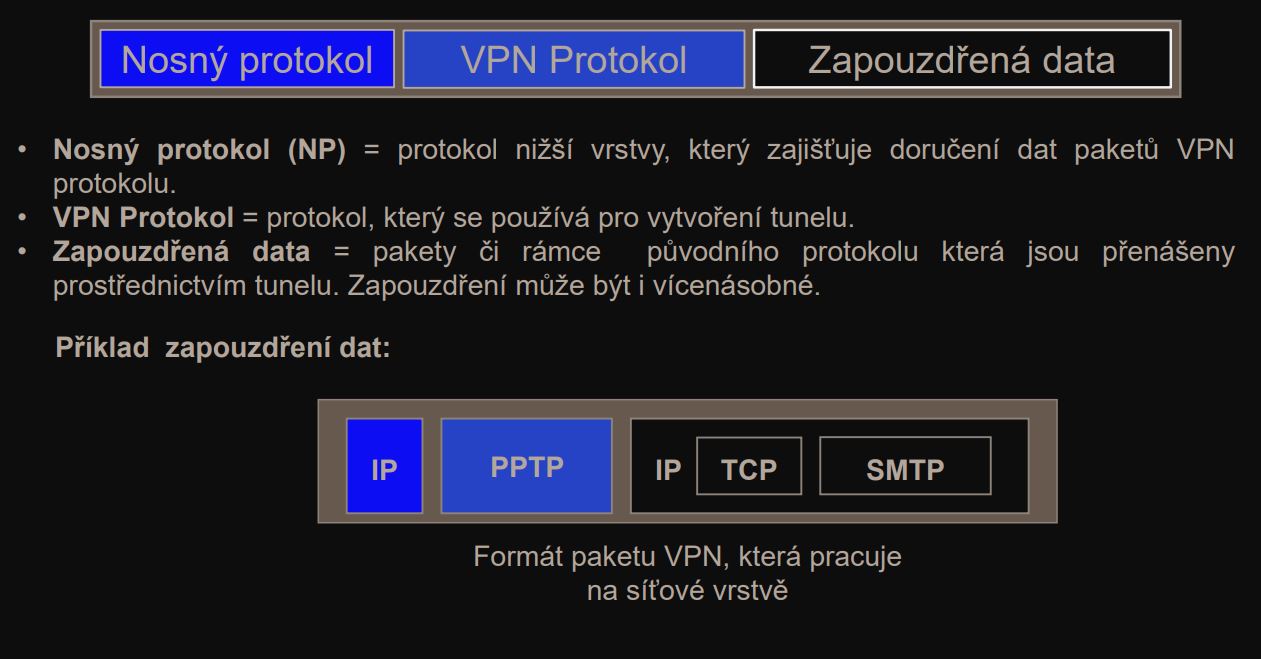 Nosný protokol VPN Protokol Zapouzdřená data
• Nosný protokol (NP) = protokol nižší vrstvy, který zajišťuje doručení dat paketů VPN
protokolu.
• VPN Protokol = protokol, který se používá pro vytvoření tunelu.
• Zapouzdřená data = pakety či rámce původního protokolu která jsou přenášeny
prostřednictvím tunelu. Zapouzdření může být i vícenásobné.
Příklad zapouzdření dat:
IP PPTP IP TCP SMTP
Formát paketu VPN, která pracuje
na síťové vrstvě